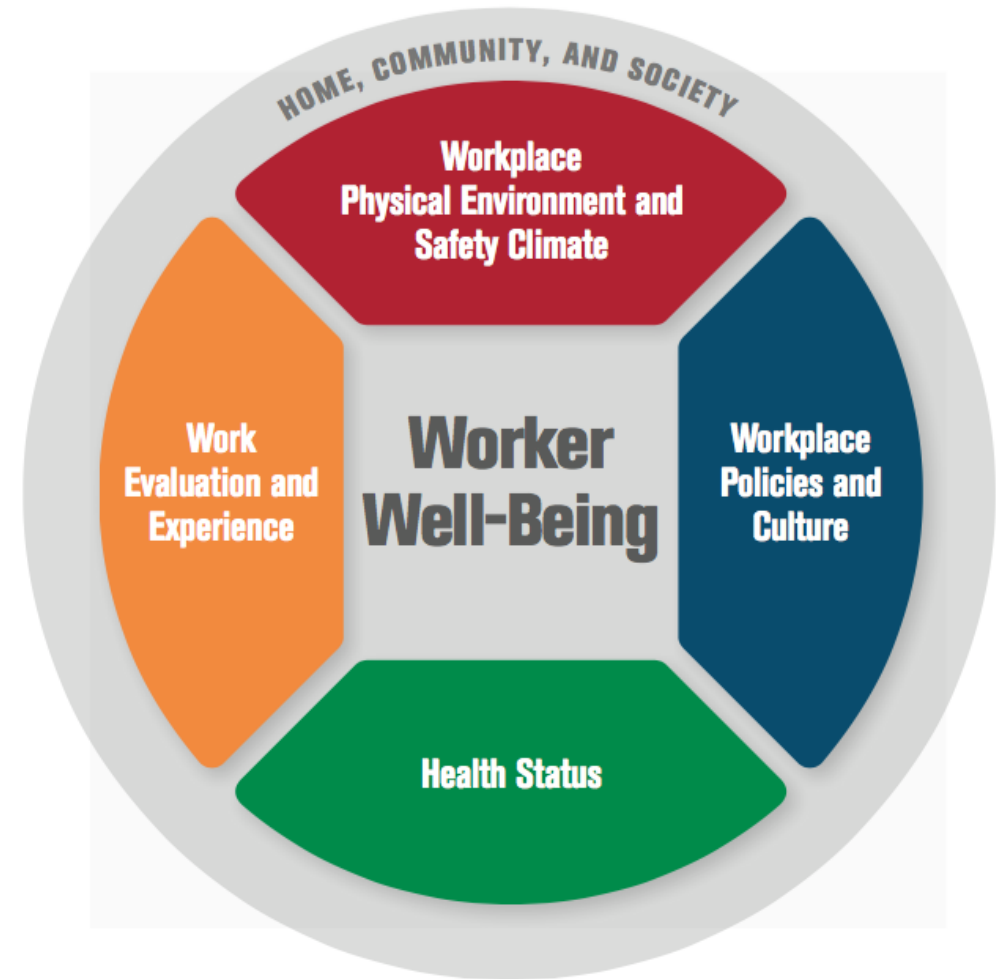 HOME, COMMUNITY, AND SOCIETY
Workplace
Physical Environment and
Safety Climate
Work
Evaluation and
Experience
Worker
Well-Being
Workplace
Policies and
Culture
Health Status